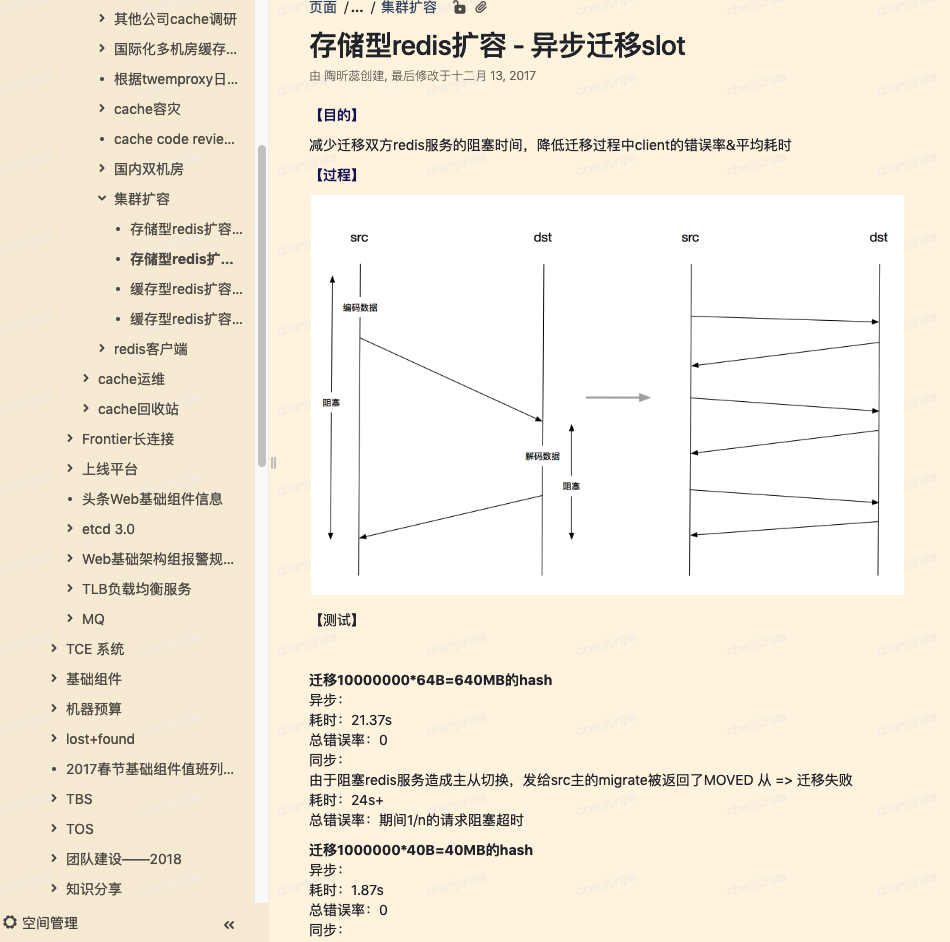 其他公司cache调研
国际化多机房缓存...
根据twemproxy日...
cache容灾
cache code revie...
国内双机房
集群扩容
存储型redis扩容...
存储型redis扩...
缓存型redis扩容...
缓存型redis扩容...
redis客户端
cache运维
cache回收站
Frontier长连接
上线平台
头条Web基础组件信息
etcd 3.0
Web基础架构组报警规...
TLB负载均衡服务
MQ
TCE 系统
基础组件
机器预算
lost+found
2017春节基础组件值班列...
TBS
TOS
团队建设——2018
知识分享
空间管理
«
页面 /... / 集群扩容
存储型redis扩容 - 异步迁移slot
由 陶昕蕊创建, 最后修改于十二月 13, 2017
【目的】
减少迁移双方redis服务的阻塞时间，降低迁移过程中client的错误率&平均耗时
【过程】
src dst src dst
编码数据
阻塞
解码数据
阻塞
【测试】
迁移10000000*64B=640MB的hash
异步：
耗时：21.37s
总错误率：0
同步：
由于阻塞redis服务造成主从切换，发给src主的migrate被返回了MOVED 从 => 迁移失败
耗时：24s+
总错误率：期间1/n的请求阻塞超时
迁移1000000*40B=40MB的hash
异步：
耗时：1.87s
总错误率：0
同步：
chenjunjia